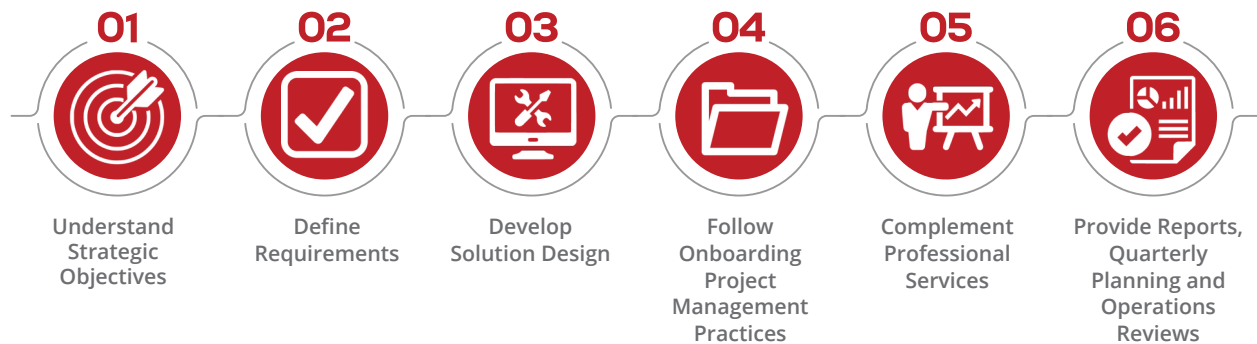 01
Understand
Strategic
Objectives
02
Define
Requirements
03
Develop
Solution Design
04
Follow
Onboarding
Project
Management
Practices
05
Complement
Professional
Services
06
Provide Reports,
Quarterly
Planning and
Operations
Reviews